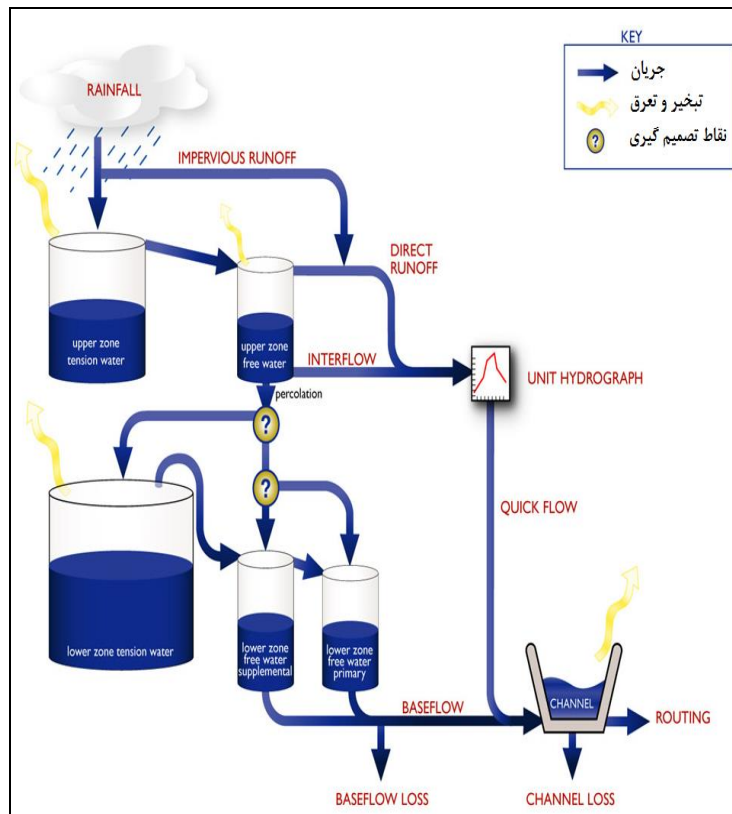 KEY
جریان
تبخیر و تعرق
نقاط تصمیم گیری
?
RAINFALL
IMPERVIOUS RUNOFF
DIRECT
RUNOFF
upper zone
tension water
upper zone
free water
INTERFLOW
UNIT HYDROGRAPH
percolation
?
?
QUICK FLOW
lower zone tension water
lower zone
free water
supplemental
lower zone
free water
primary
BASEFLOW
CHANNEL
ROUTING
BASEFLOW LOSS
CHANNEL LOSS